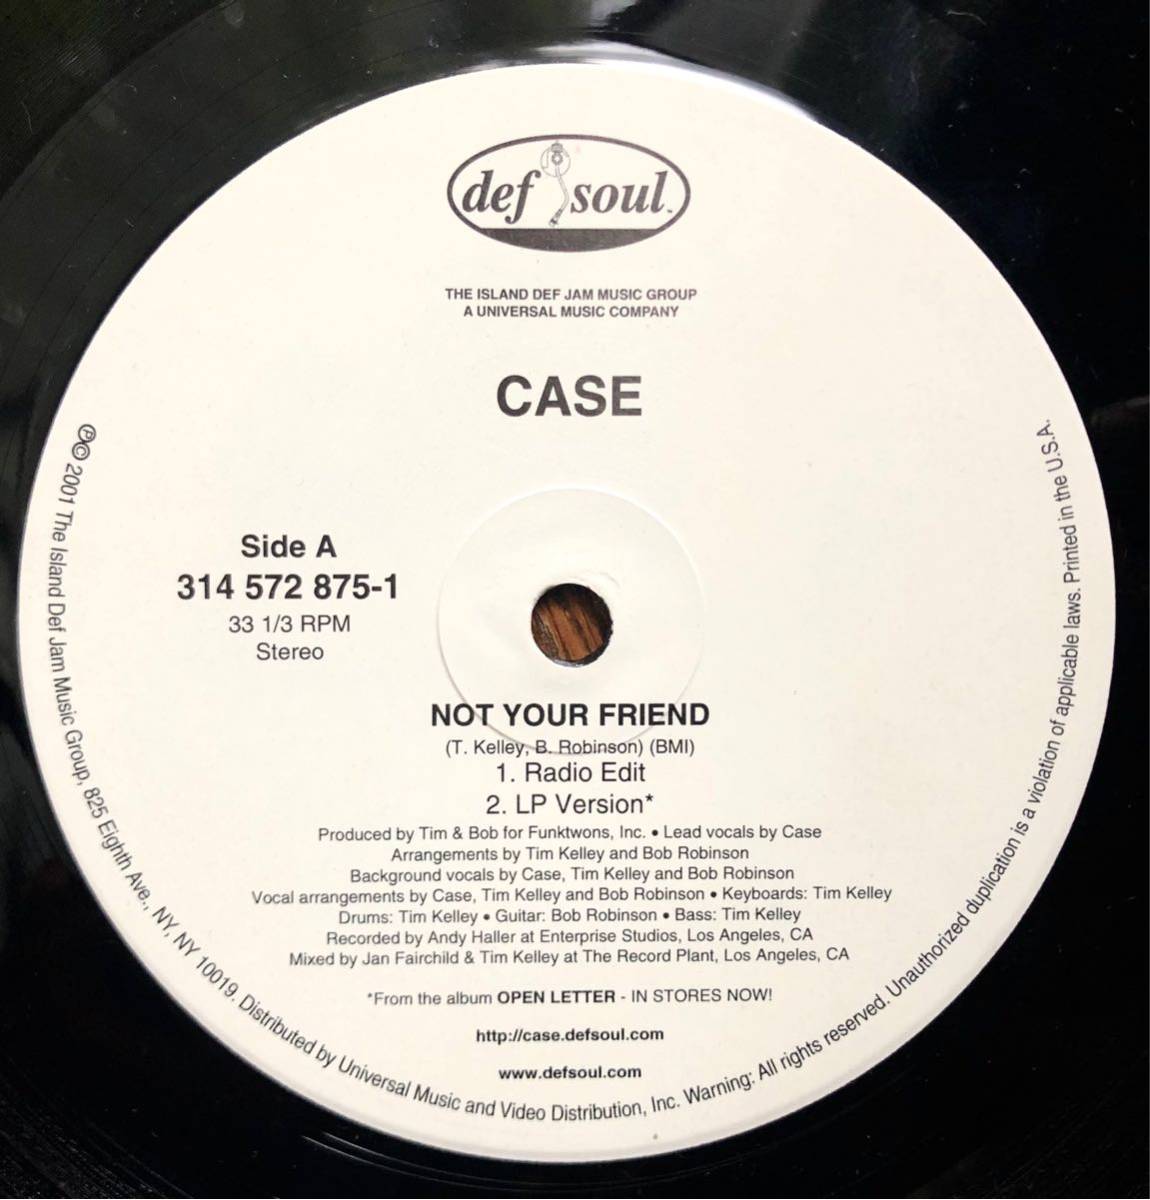 def soul™
THE ISLAND DEF JAM MUSIC GROUP
A UNIVERSAL MUSIC COMPANY
CASE
Side A
314 572 875-1
33 1/3 RPM
Stereo
NOT YOUR FRIEND
(T. Kelley, B. Robinson) (BMI)
1. Radio Edit
2. LP Version*
Produced by Tim & Bob for Funktwons, Inc. • Lead vocals by Case
Arrangements by Tim Kelley and Bob Robinson
Background vocals by Case, Tim Kelley and Bob Robinson
Vocal arrangements by Case, Tim Kelley and Bob Robinson • Keyboards: Tim Kelley
Drums: Tim Kelley • Guitar: Bob Robinson • Bass: Tim Kelley
Recorded by Andy Haller at Enterprise Studios, Los Angeles, CA
Mixed by Jan Fairchild & Tim Kelley at The Record Plant, Los Angeles, CA
*From the album OPEN LETTER - IN STORES NOW!
http://case.defsoul.com
www.defsoul.com
℗© 2001 The Island Def Jam Music Group, 825 Eighth Ave., NY, NY 10019. Distributed by Universal Music and Video Distribution, Inc. Warning: All rights reserved. Unauthorized duplication is a violation of applicable laws. Printed in the U.S.A.